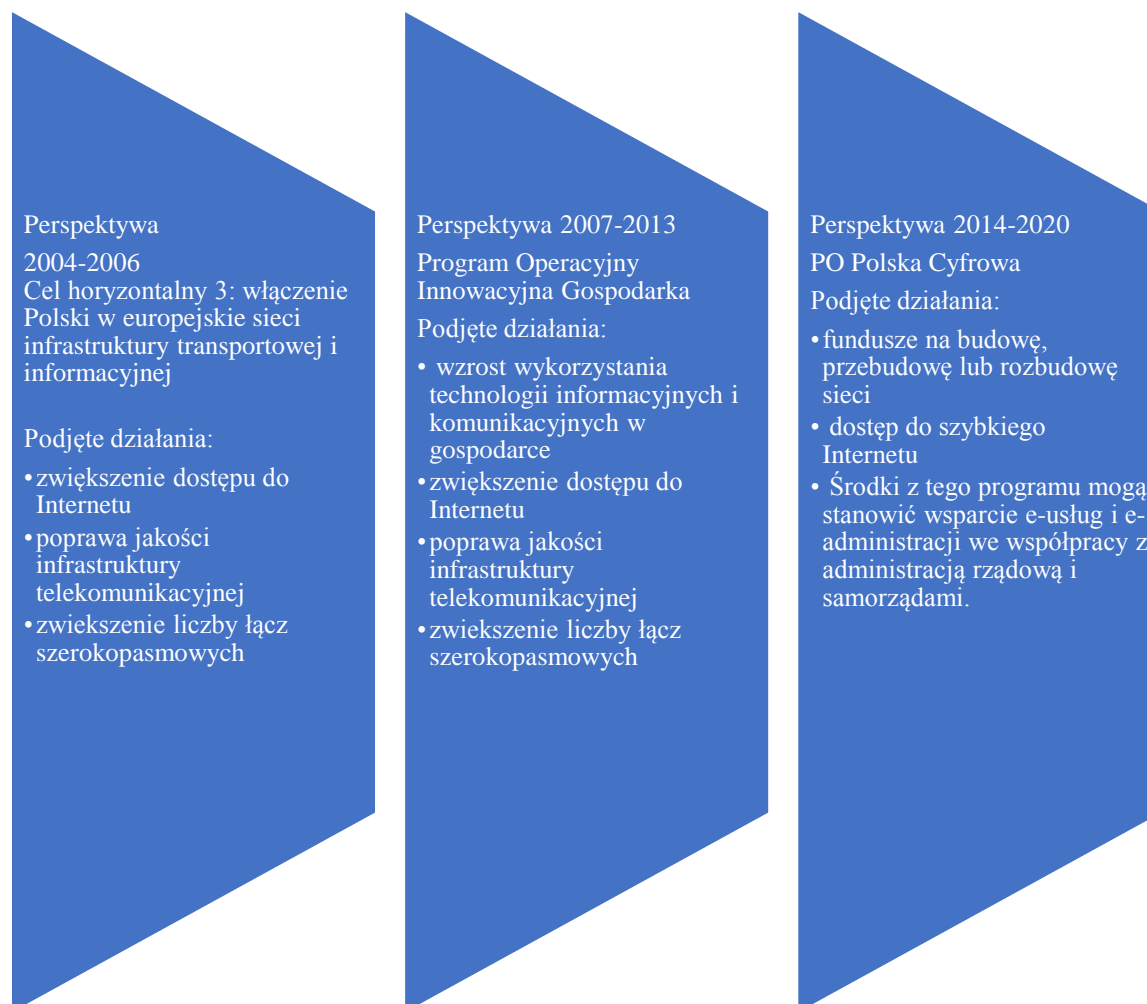 Perspektywa
2004-2006
Cel horyzontalny 3: włączenie
Polski w europejskie sieci
infrastruktury transportowej i
informacyjnej
Podjęte działania:
•zwiększenie dostępu do
Internetu
•poprawa jakości
infrastruktury
telekomunikacyjnej
•zwiekszenie liczby łącz
szerokopasmowych
Perspektywa 2007-2013
Program Operacyjny
Innowacyjna Gospodarka
Podjęte działania:
• wzrost wykorzystania
technologii informacyjnych i
komunikacyjnych w
gospodarce
•zwiększenie dostępu do
Internetu
•poprawa jakości
infrastruktury
telekomunikacyjnej
•zwiekszenie liczby łącz
szerokopasmowych
Perspektywa 2014-2020
PO Polska Cyfrowa
Podjęte działania:
•fundusze na budowę,
przebudowę lub rozbudowę
sieci
• dostęp do szybkiego
Internetu
• Środki z tego programu mogą
stanowić wsparcie e-usług i e-
administracji we współpracy z
administracją rządową i
samorządami.